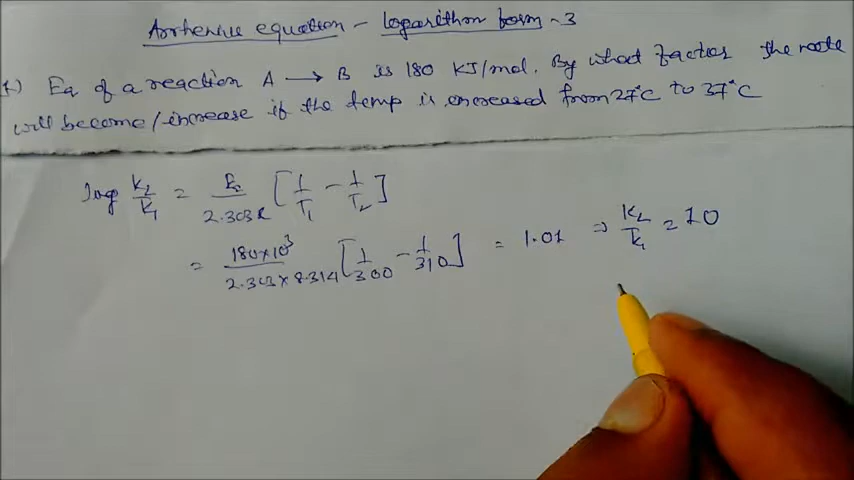 Arrhenius equation - logarithm form - 3
1) Ea of a reaction A → B is 180 KJ/mol. By what factor the rate
will become/increase if the temp is increased from 27°C to 37°C
log K2/K1 = Ea/2.303R [1/T1 - 1/T2]
= 180×10³/2.303×8.314 [1/300 - 1/310] = 1.01 ⇒ K2/K1 = 10